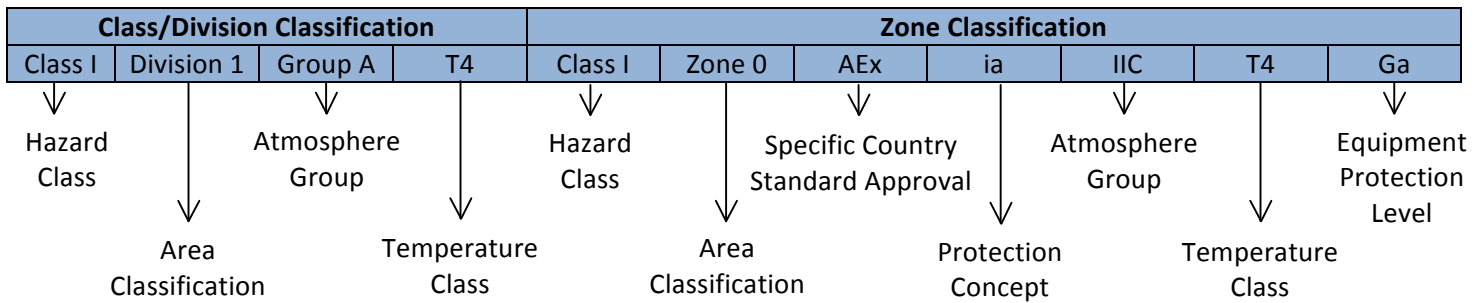 Class/Division Classification Zone Classification
Class I Division 1 Group A T4 Class I Zone 0 AEx ia IIC T4 Ga
Hazard Class
Atmosphere Group
Hazard Class
Specific Country Standard Approval
Atmosphere Group
Equipment Protection Level
Area Classification
Temperature Class
Area Classification
Protection Concept
Temperature Class